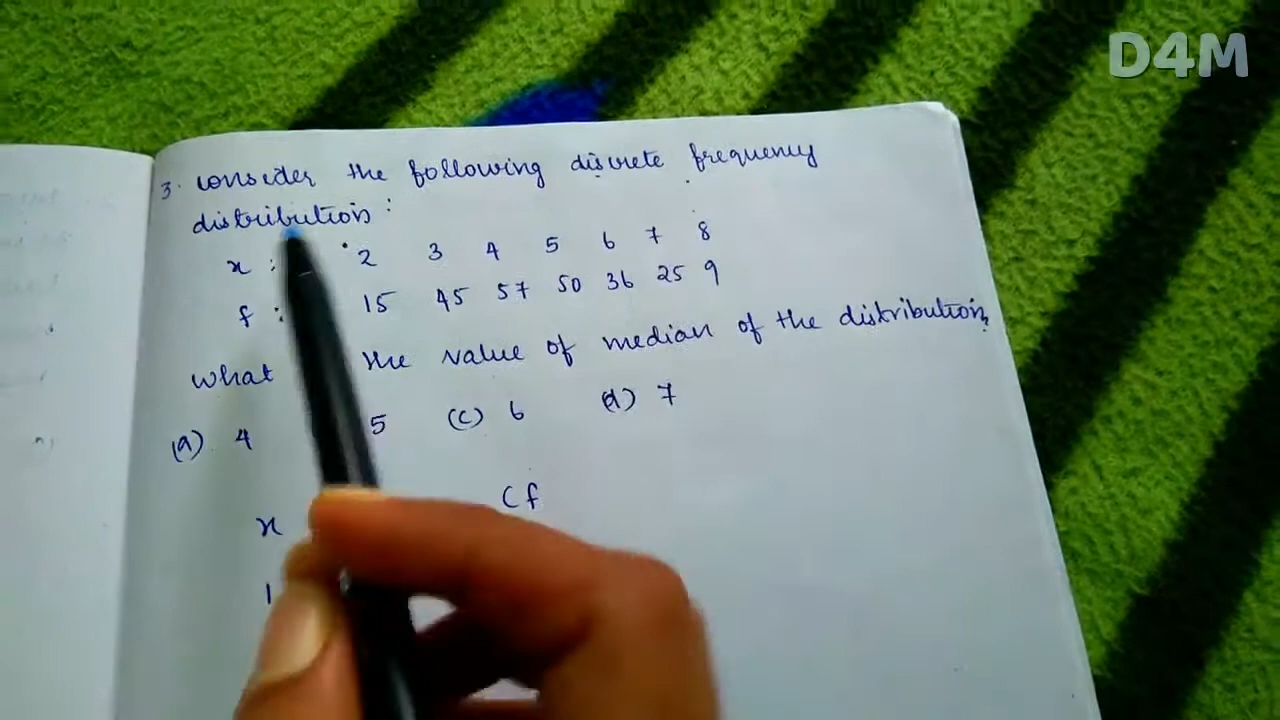 D4M
3. consider the following discrete frequency
distribution:
x : 2 3 4 5 6 7 8
f : 15 45 57 50 36 25 9
what the value of median of the distribution?
(a) 4 5 (c) 6 (d) 7
x Cf
1